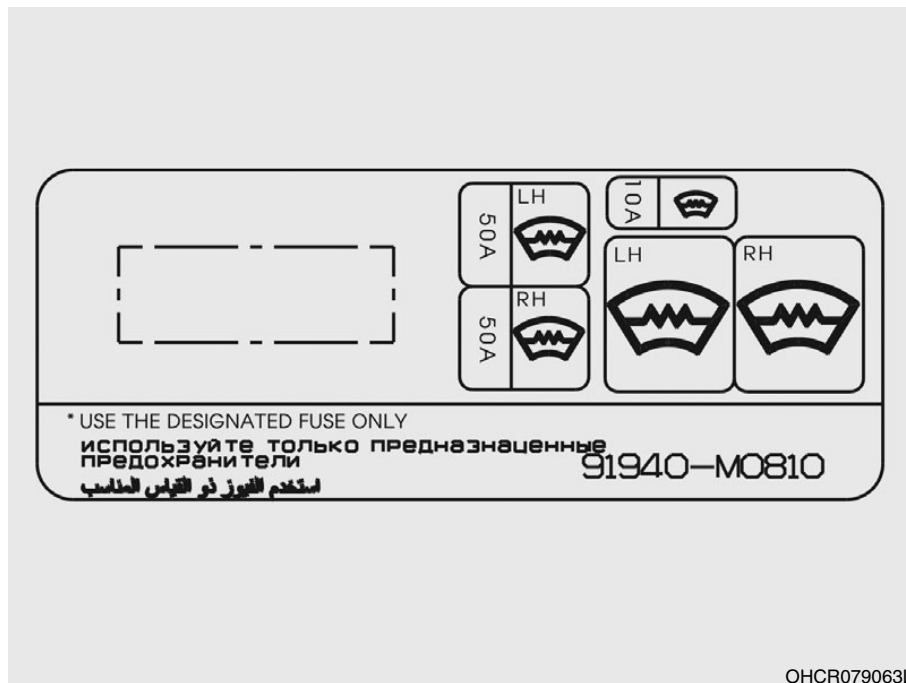 LH
50A
10A
LH
RH
RH
50A
* USE THE DESIGNATED FUSE ONLY
используйте только предназнаценные
предохранители
91940-M0810
استخدم الفيوز ذو القياس المناسب
OHCR079063L